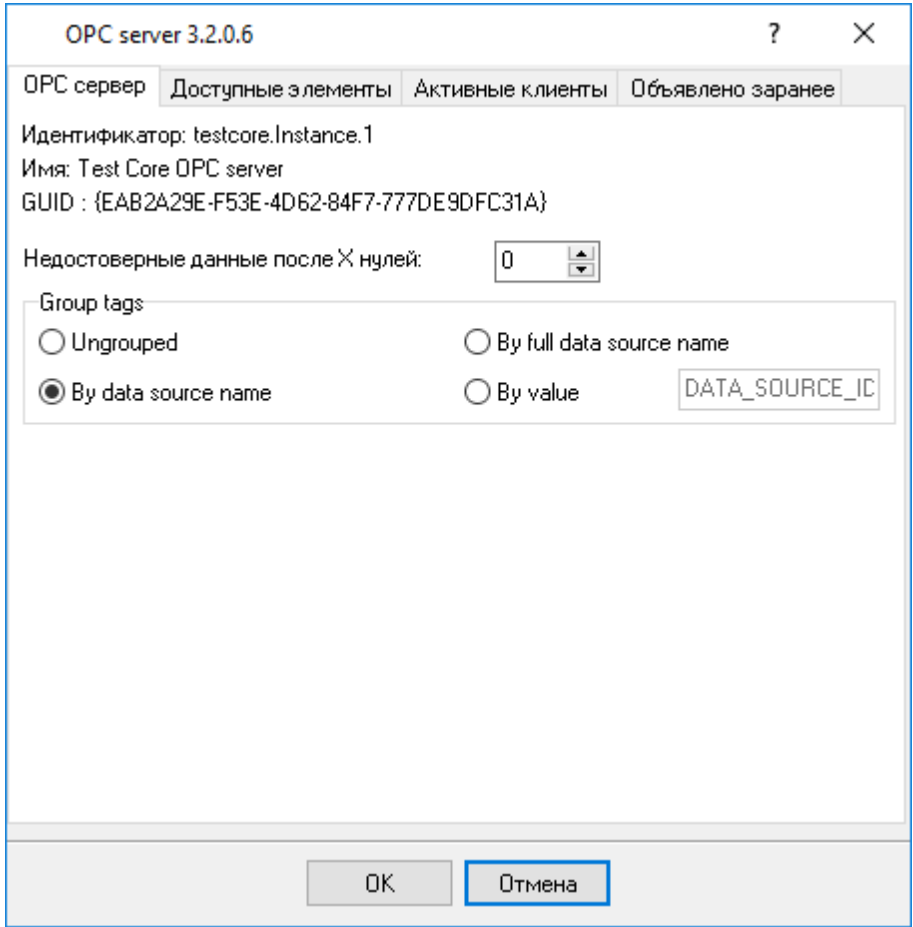 OPC server 3.2.0.6 ?
OPC сервер Доступные элементы Активные клиенты Объявлено заранее
Идентификатор: testcore.Instance.1
Имя: Test Core OPC server
GUID : {EAB2A29E-F53E-4D62-84F7-777DE9DFC31A}
Недостоверные данные после X нулей: 0
Group tags
Ungrouped By full data source name
By data source name By value DATA_SOURCE_ID
OK Отмена